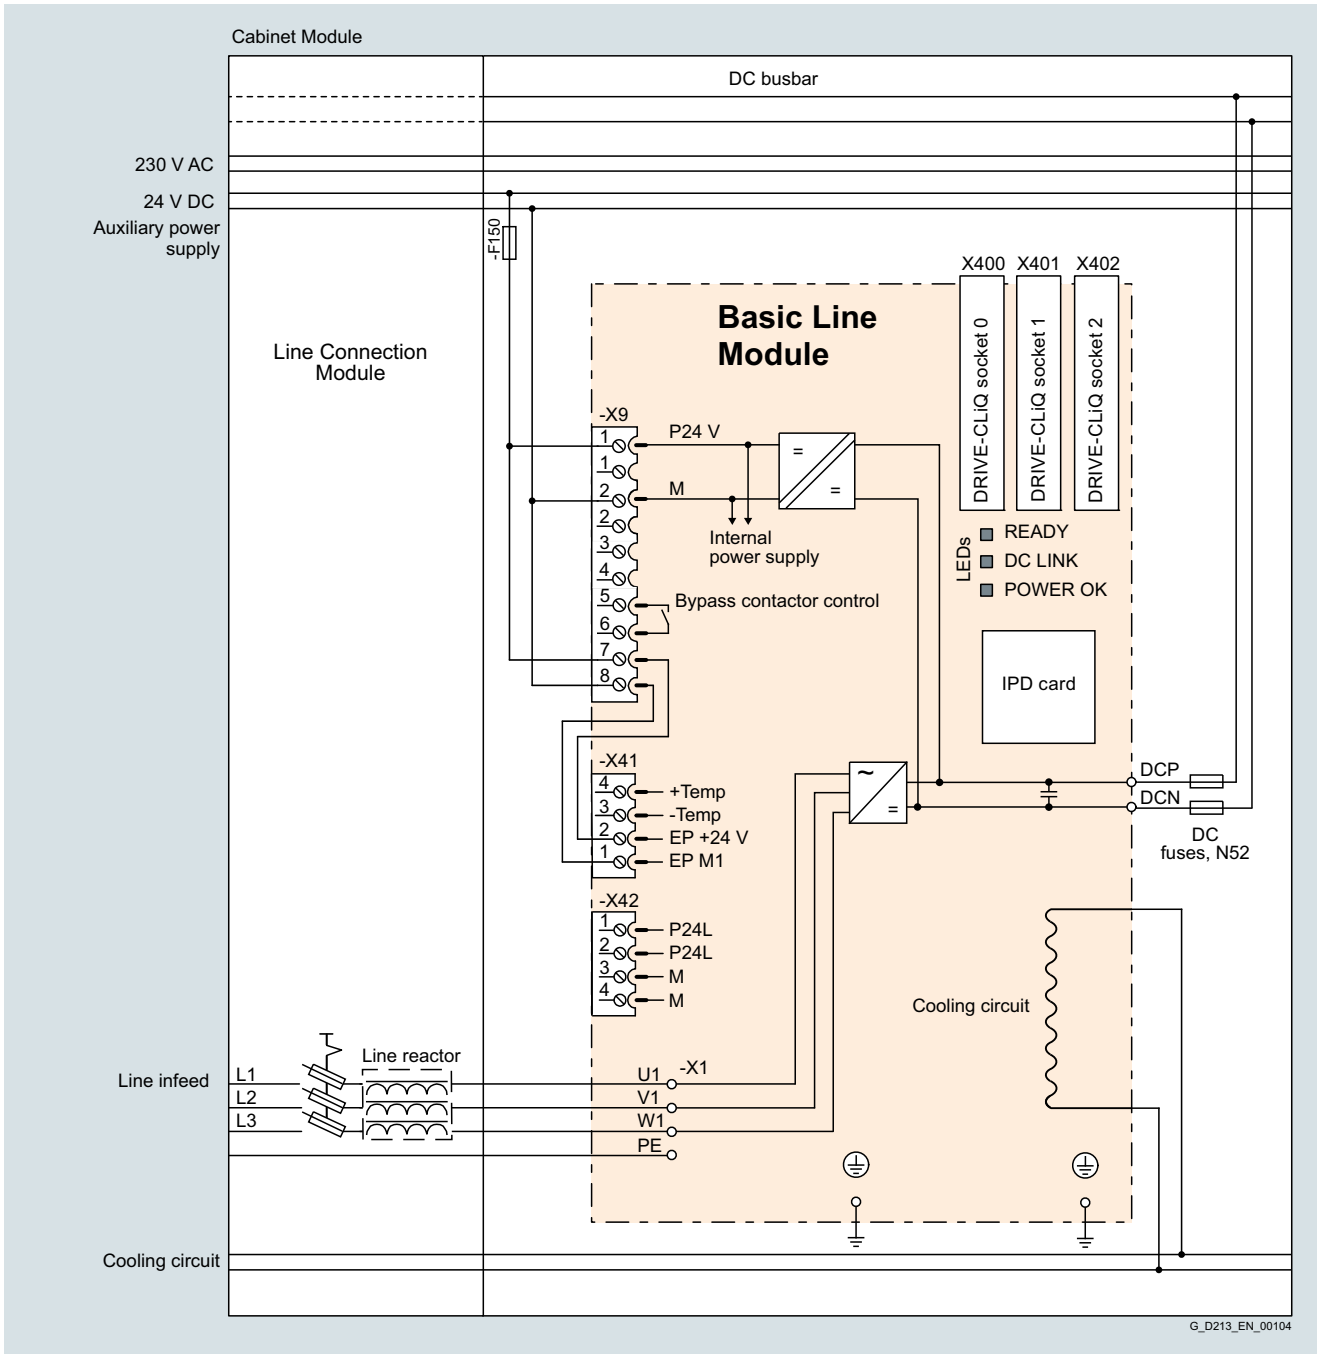 Cabinet Module
DC busbar
230 V AC
24 V DC
Auxiliary power
supply
-F150
X400 X401 X402
DRIVE-CLiQ socket 0
DRIVE-CLiQ socket 1
DRIVE-CLiQ socket 2
Basic Line
Module
Line Connection
Module
-X9
1
P24 V
1
2
M
2
3
4
5
6
7
8
=
=
Internal
power supply
Bypass contactor control
LEDs
READY
DC LINK
POWER OK
IPD card
-X41
4
+Temp
3
-Temp
2
EP +24 V
1
EP M1
~
=
DCP
DCN
DC
fuses, N52
-X42
1
P24L
2
P24L
3
M
4
M
Cooling circuit
Line infeed
L1
L2
L3
Line reactor
-X1
U1
V1
W1
PE
Cooling circuit
G_D213_EN_00104